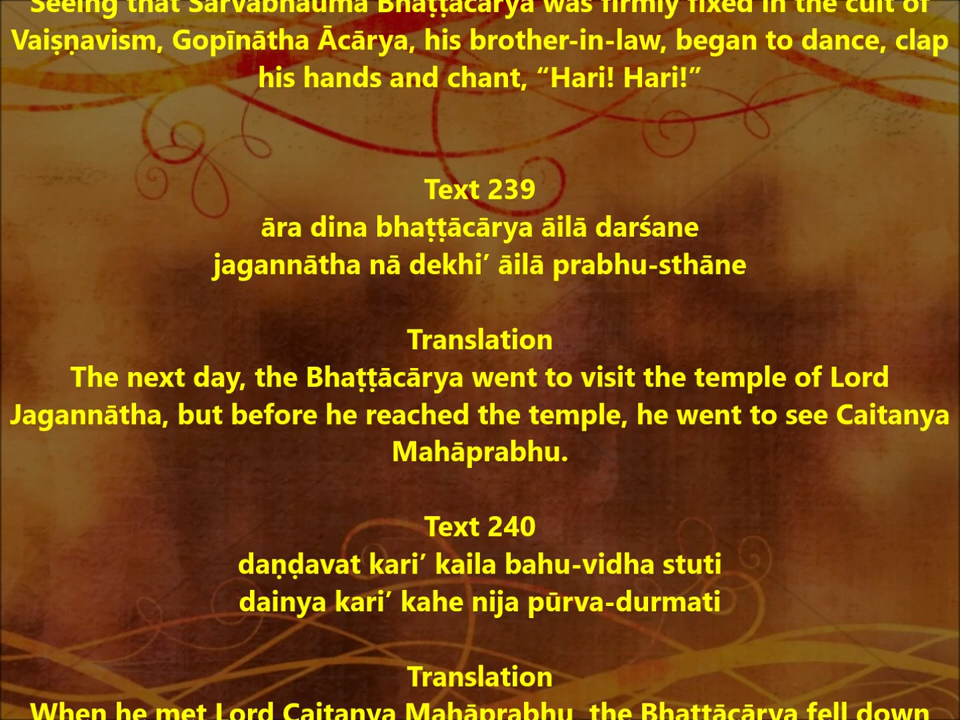 Seeing that Sārvabhauma Bhaṭṭācārya was firmly fixed in the cult of
Vaiṣṇavism, Gopīnātha Ācārya, his brother-in-law, began to dance, clap
his hands and chant, “Hari! Hari!”
Text 239
āra dina bhaṭṭācārya āilā darśane
jagannātha nā dekhi’ āilā prabhu-sthāne
Translation
The next day, the Bhaṭṭācārya went to visit the temple of Lord
Jagannātha, but before he reached the temple, he went to see Caitanya
Mahāprabhu.
Text 240
daṇḍavat kari’ kaila bahu-vidha stuti
dainya kari’ kahe nija pūrva-durmati
Translation
When he met Lord Caitanya Mahāprabhu, the Bhaṭṭācārya fell down